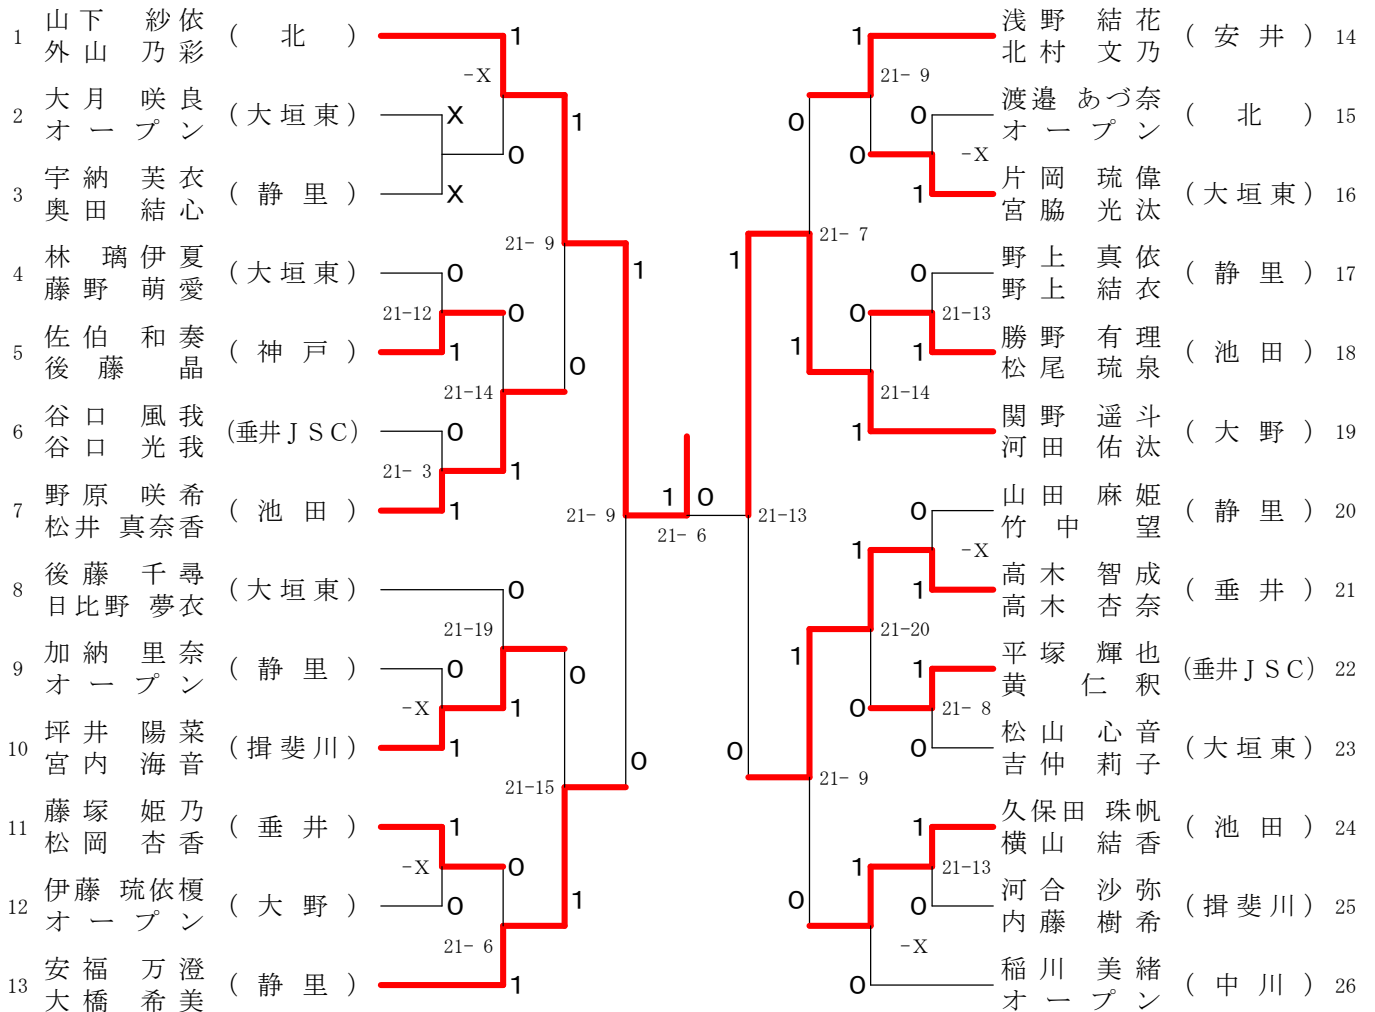 1 山下 紗依 外山 乃彩 (北)
2 大月 咲良 オープン (大垣東)
3 宇納 芙衣 奥田 結心 (静里)
4 林 璃伊夏 藤野 萌愛 (大垣東)
5 佐伯 和奏 後藤 晶 (神戸)
6 谷口 風我 谷口 光我 (垂井JSC)
7 野原 咲希 松井 真奈香 (池田)
8 後藤 千尋 日比野 夢衣 (大垣東)
9 加納 里奈 オープン (静里)
10 坪井 陽菜 宮内 海音 (揖斐川)
11 藤塚 姫乃 松岡 杏香 (垂井)
12 伊藤 琉依榎 オープン (大野)
13 安福 万澄 大橋 希美 (静里)
1
-X
X
0
X
1
21- 9
0
21-12
1
0
21-14
0
0
21- 3
1
1
1
0
21-19
0
-X
1
1
0
21-15
1
-X
0
0
21- 6
1
1
21- 9
0
1 0
21- 6
浅野 結花 北村 文乃 (安井) 14
渡邉 あづ奈 オープン (北) 15
片岡 琉偉 宮脇 光汰 (大垣東) 16
野上 真依 野上 結衣 (静里) 17
勝野 有理 松尾 琉泉 (池田) 18
関野 遥斗 河田 佑汰 (大野) 19
山田 麻姫 竹中 望 (静里) 20
高木 智成 高木 杏奈 (垂井) 21
平塚 輝也 黄 仁釈 (垂井JSC) 22
松山 心音 吉仲 莉子 (大垣東) 23
久保田 珠帆 横山 結香 (池田) 24
河合 沙弥 内藤 樹希 (揖斐川) 25
稲川 美緒 オープン (中川) 26
1
21- 9
0
-X
1
0
0
21- 7
1
0
21-13
1
0
21-14
1
1
21-13
0
0
-X
1
1
21-20
1
21- 8
0
0
1
21- 9
0
1
21-13
0
1
-X
0